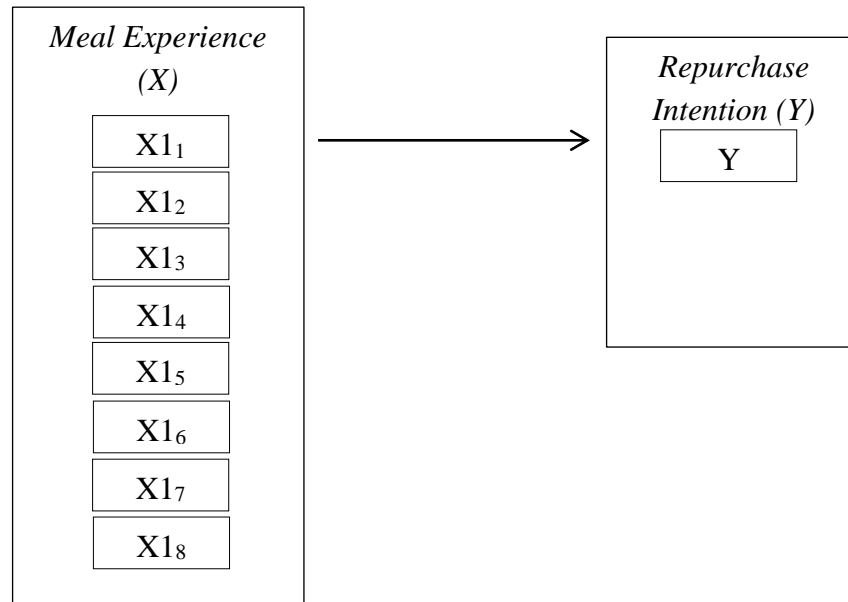 Meal Experience
(X)
X1₁
X1₂
X1₃
X1₄
X1₅
X1₆
X1₇
X1₈
Repurchase
Intention (Y)
Y